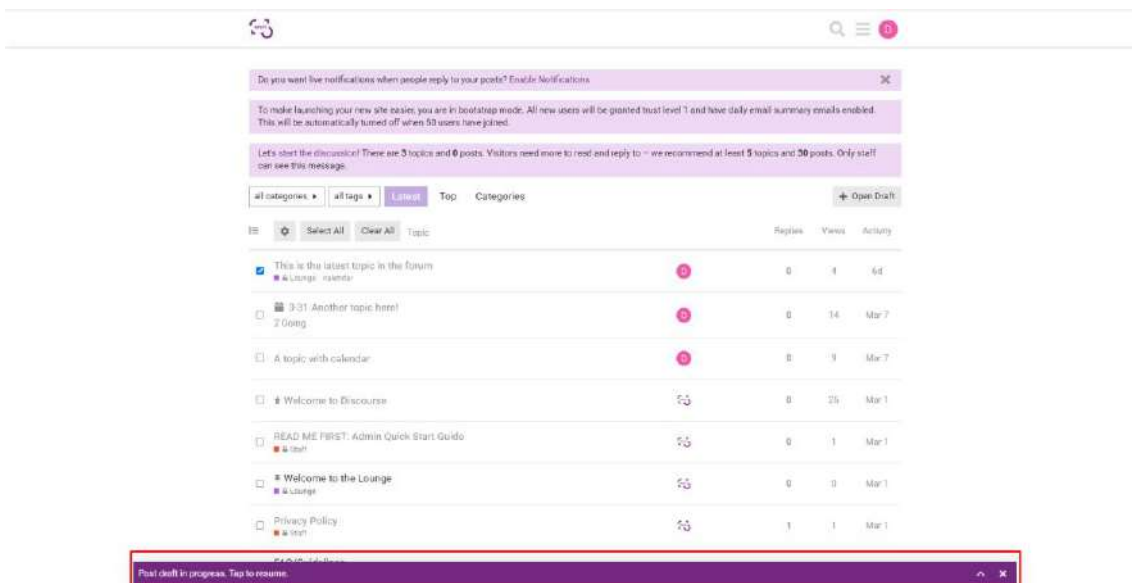 Do you want live notifications when people reply to your posts? Enable Notifications
To make launching your new site easier, you are in bootstrap mode. All new users will be granted trust level 1 and have daily email summary emails enabled.
This will be automatically turned off when 50 users have joined.
Let's start the discussion! There are 3 topics and 0 posts. Visitors need more to read and reply to – we recommend at least 5 topics and 30 posts. Only staff
can see this message.
all categories all tags Latest Top Categories + Open Draft
Select All Clear All Topic Replies Views Activity
This is the latest topic in the forum D 0 4 6d
Lounge calendar
3-31 Another topic here! D 0 14 Mar 7
2 Going
A topic with calendar D 0 9 Mar 7
Welcome to Discourse 0 Mar 1
READ ME FIRST: Admin Quick Start Guide 0 1 Mar 1
Staff
Welcome to the Lounge 0 0 Mar 1
Lounge
Privacy Policy 1 1 Mar 1
Staff
Post draft in progress. Tap to resume.